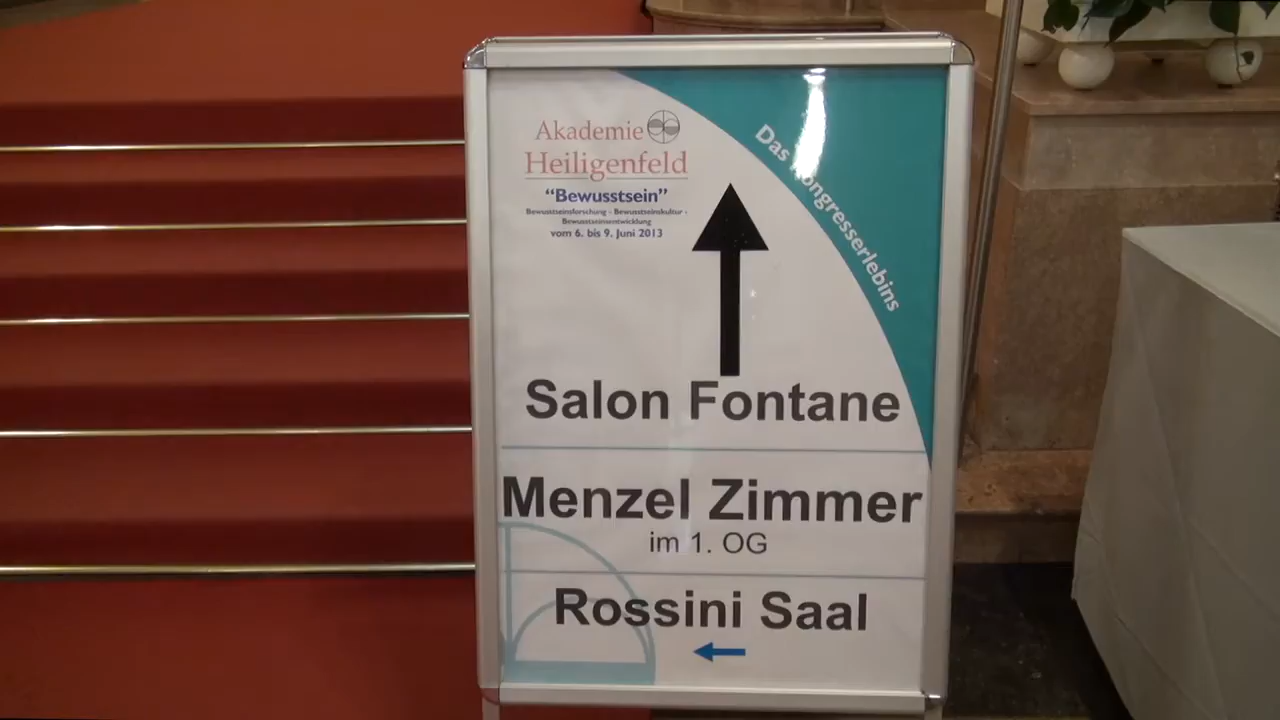 Akademie
Heiligenfeld
“Bewusstsein”
Bewusstseinsforschung - Bewusstseinskultur -
Bewusstseinsentwicklung
vom 6. bis 9. Juni 2013
Das Kongresserlebins
Salon Fontane
Menzel Zimmer
im 1. OG
Rossini Saal